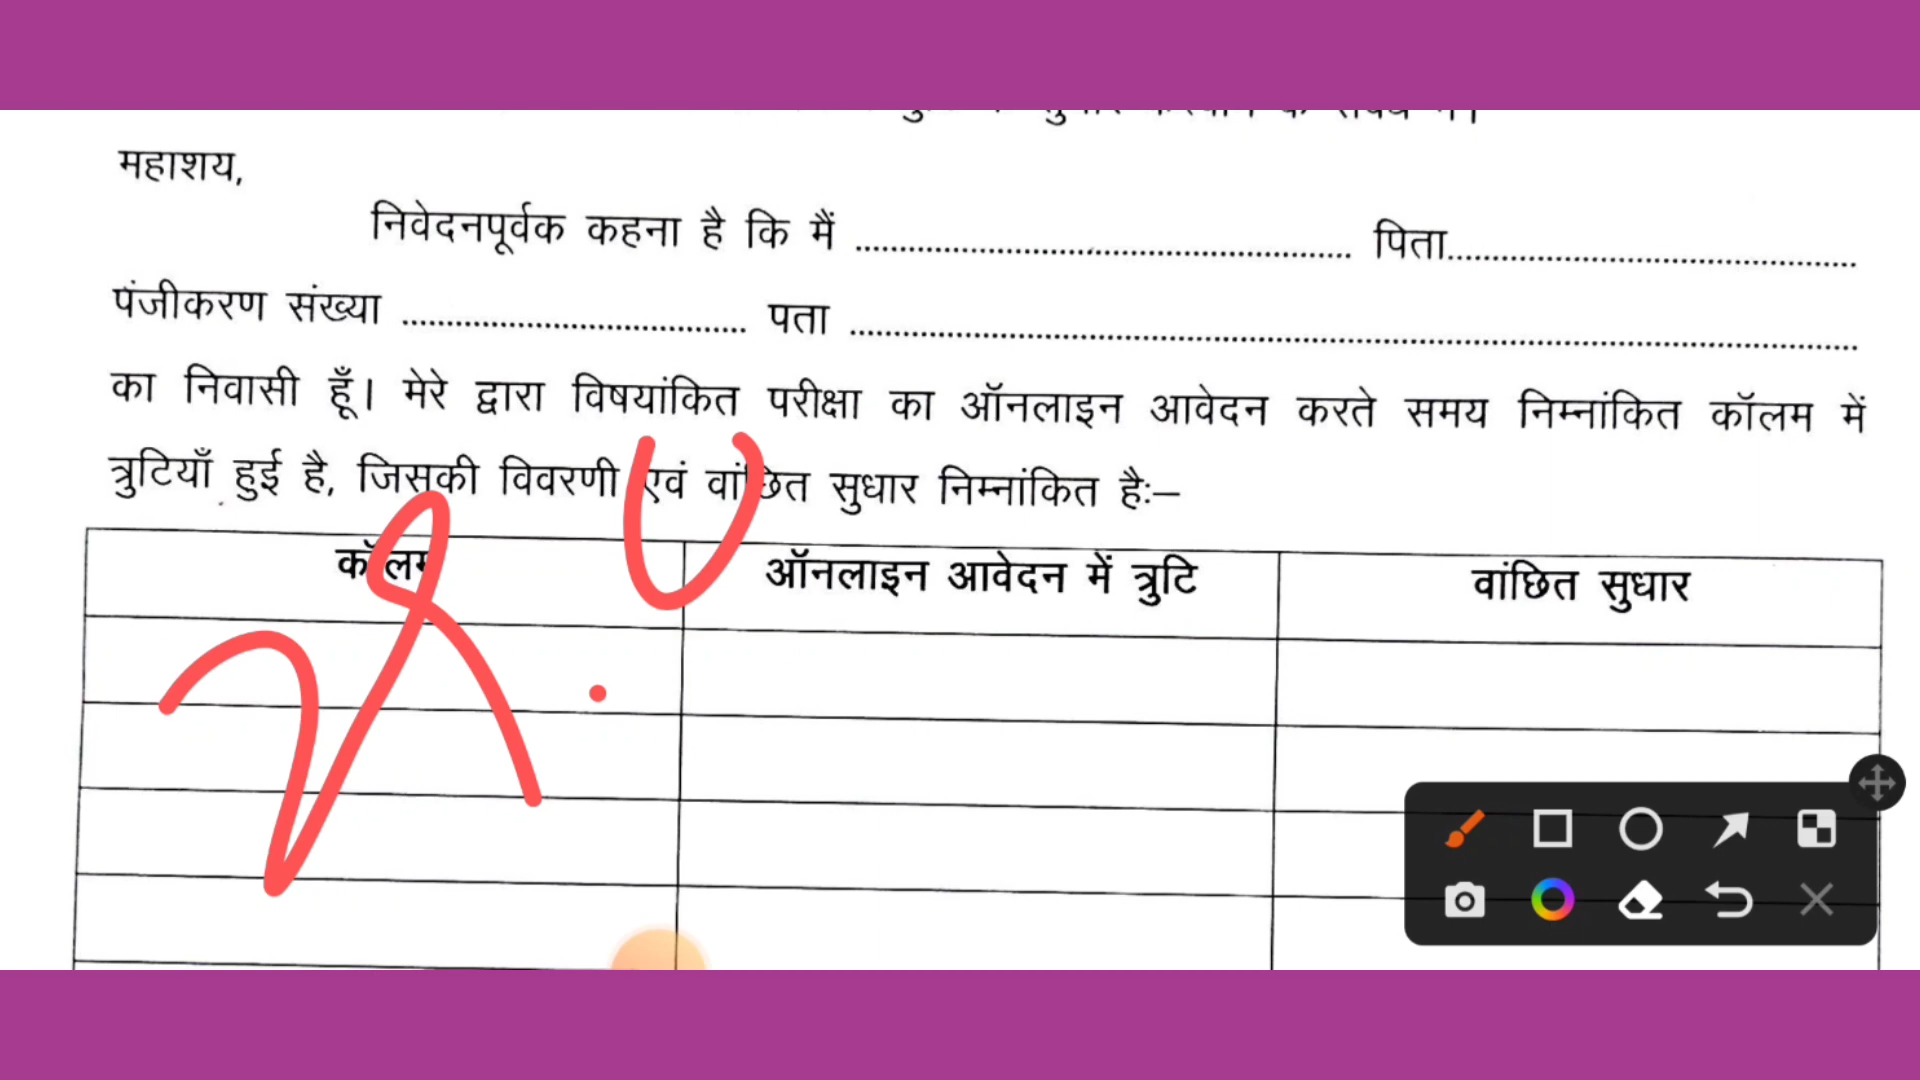 महाशय,
निवेदनपूर्वक कहना है कि मैं ........................ पिता........................
पंजीकरण संख्या ........................ पता ........................
का निवासी हूँ। मेरे द्वारा विषयांकित परीक्षा का ऑनलाइन आवेदन करते समय निम्नांकित कॉलम में
त्रुटियाँ हुई है, जिसकी विवरणी एवं वांछित सुधार निम्नांकित हैः–
कॉलम ऑनलाइन आवेदन में त्रुटि वांछित सुधार